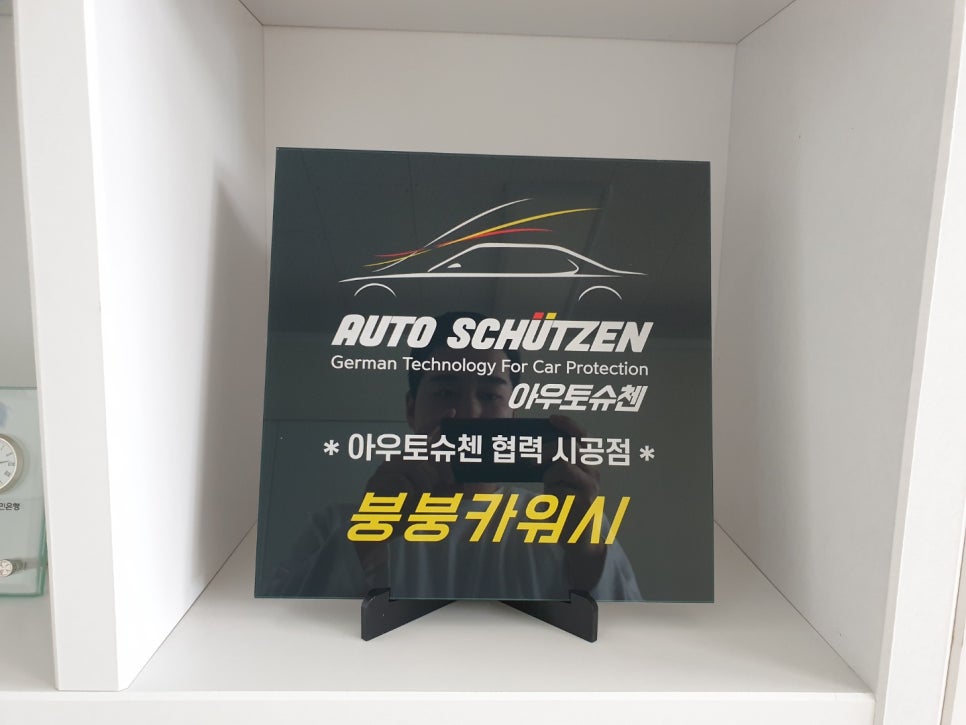 AUTO SCHÜTZEN
German Technology For Car Protection
아우토슈첸
* 아우토슈첸 협력 시공점 *
붕붕카워시